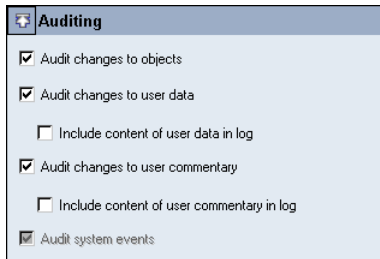 Auditing
Audit changes to objects
Audit changes to user data
Include content of user data in log
Audit changes to user commentary
Include content of user commentary in log
Audit system events